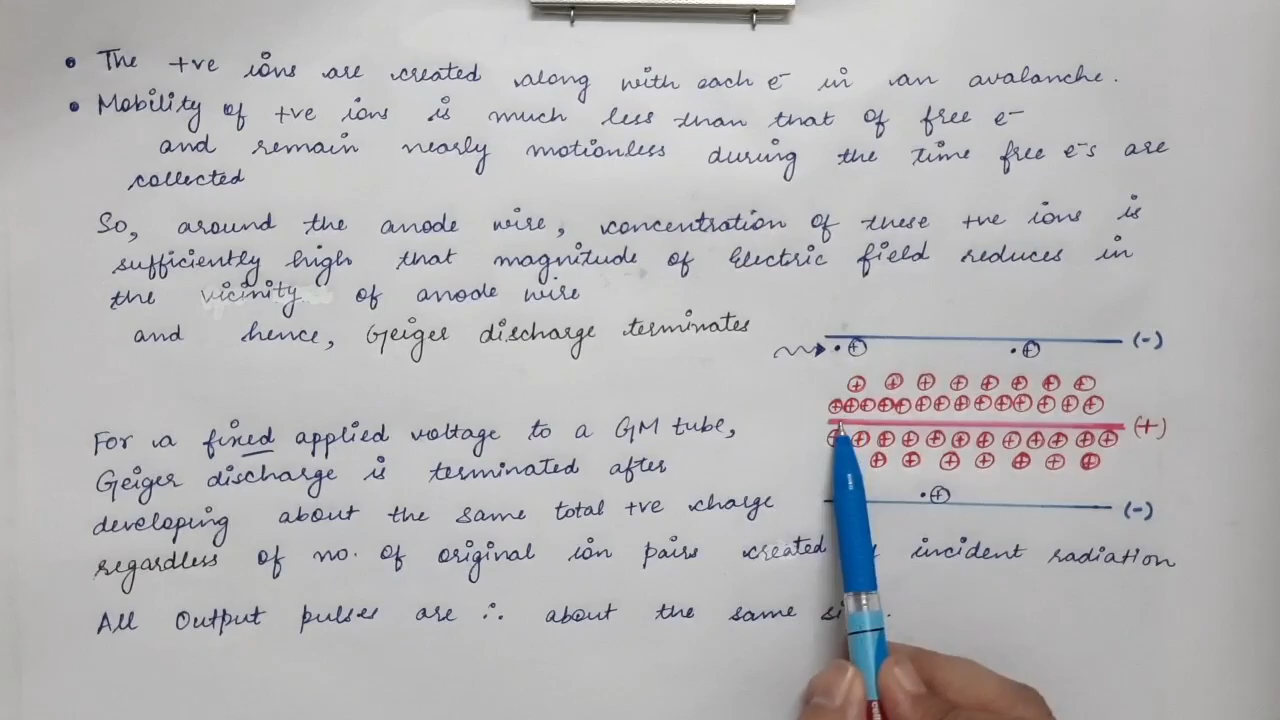 • The +ve ions are created along with each e⁻ in an avalanche.
• Mobility of +ve ions is much less than that of free e⁻
and remain nearly motionless during the time free e⁻s are
collected
So, around the anode wire, concentration of these +ve ions is
sufficiently high that magnitude of Electric field reduces in
the vicinity of anode wire
and hence, Geiger discharge terminates
(-)
(+)
(-)
For a fixed applied voltage to a GM tube,
Geiger discharge is terminated after
developing about the same total +ve charge
regardless of no. of original ion pairs created incident radiation
All Output pulses are ∴ about the same